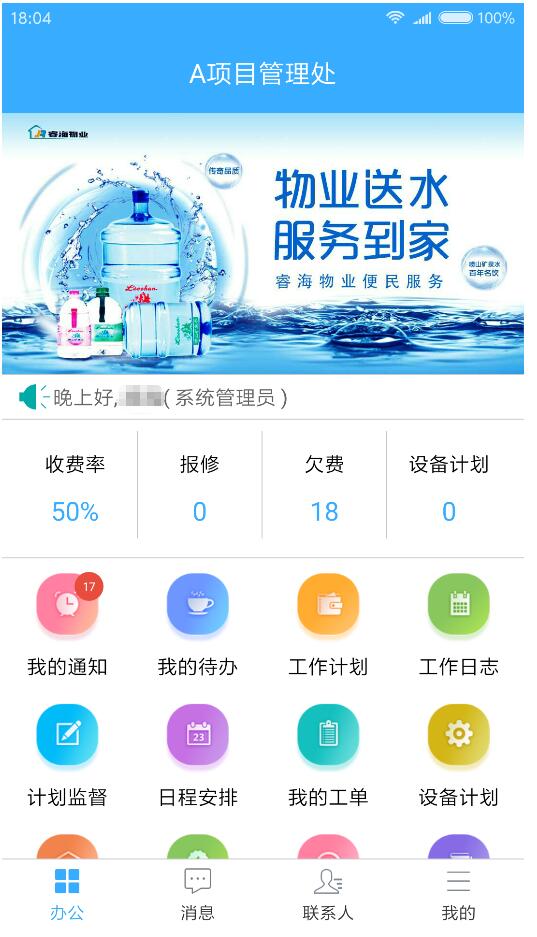 18:04
100%
A项目管理处
睿海物业
传奇品质
物业送水
服务到家
睿海物业便民服务
崂山矿泉水
百年名饮
Laoshan
晚上好,
(系统管理员)
收费率 报修 欠费 设备计划
50% 0 18 0
17
我的通知 我的待办 工作计划 工作日志
23
计划监督 日程安排 我的工单 设备计划
办公 消息 联系人 我的